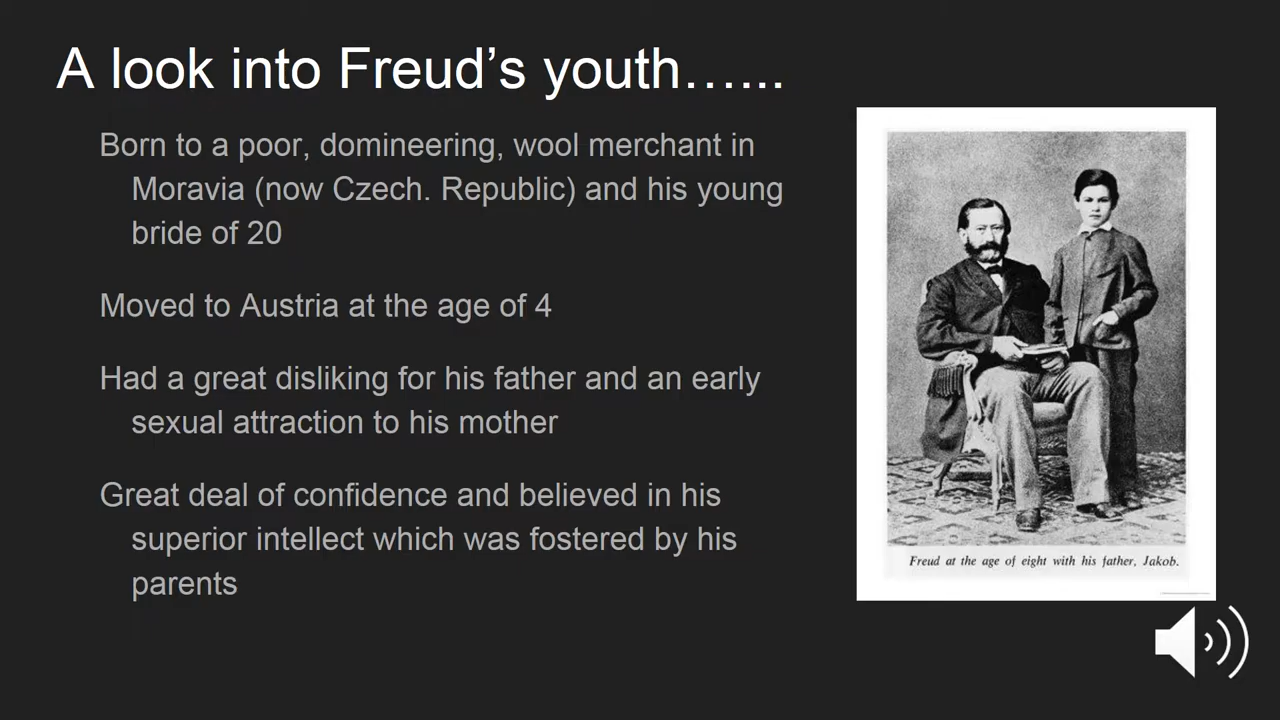 A look into Freud’s youth…...
Born to a poor, domineering, wool merchant in
Moravia (now Czech. Republic) and his young
bride of 20
Moved to Austria at the age of 4
Had a great disliking for his father and an early
sexual attraction to his mother
Great deal of confidence and believed in his
superior intellect which was fostered by his
parents
Freud at the age of eight with his father, Jakob.